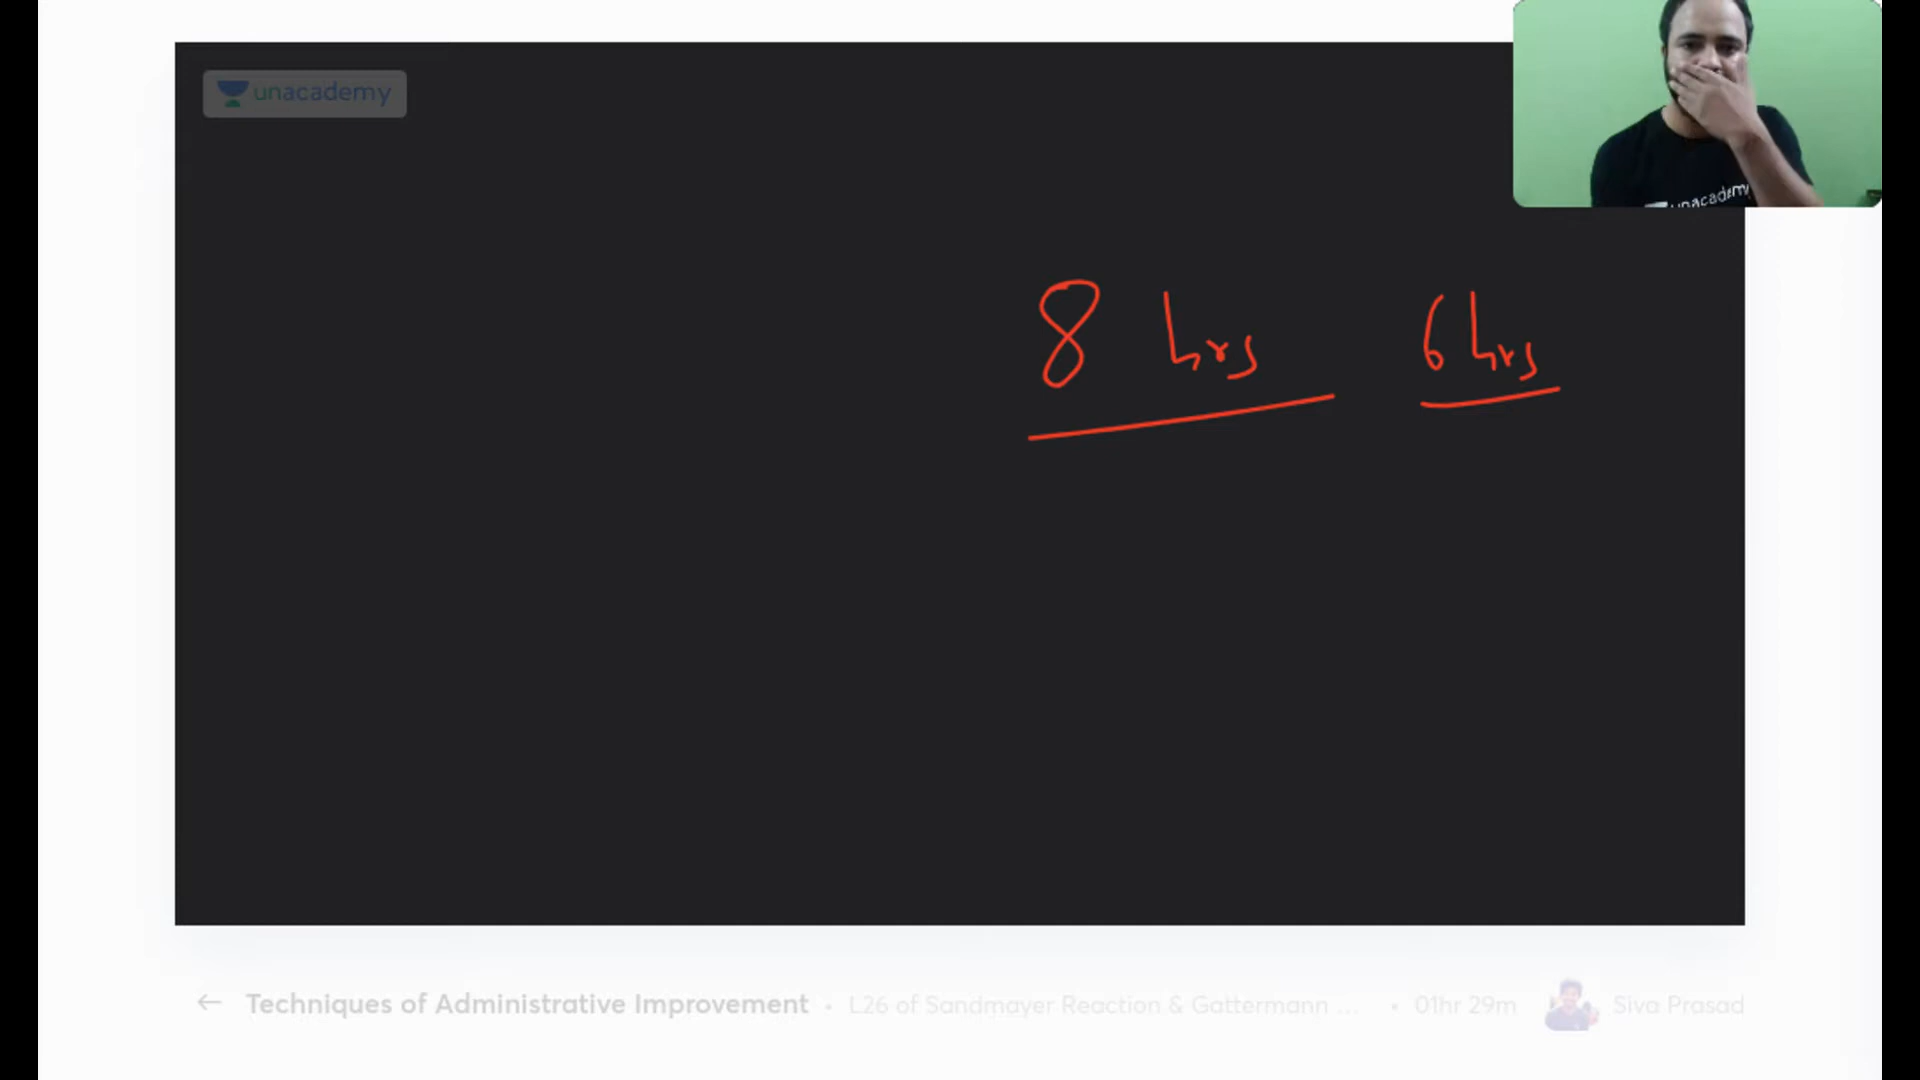 unacademy
unacademy
8 hrs 6 hrs
← Techniques of Administrative Improvement • L26 of Sandmayer Reaction & Gattermann ... • 01hr 29m Siva Prasad